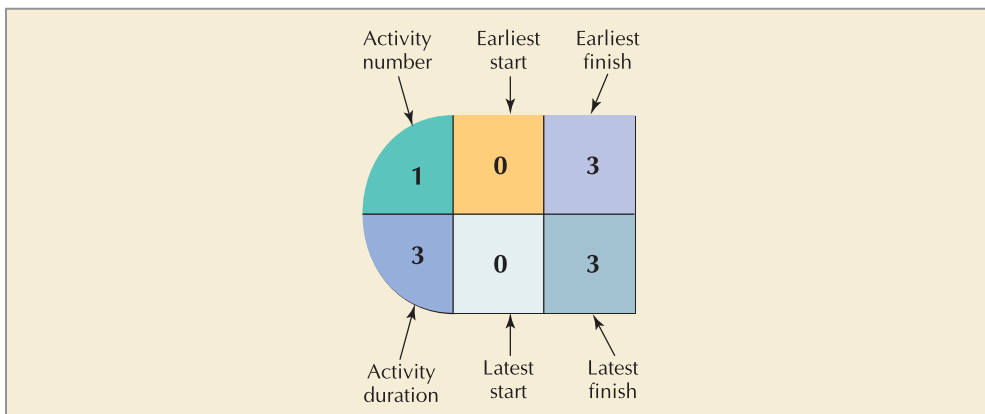 Activity
number
Earliest
start
Earliest
finish
1
0
3
3
0
3
Activity
duration
Latest
start
Latest
finish